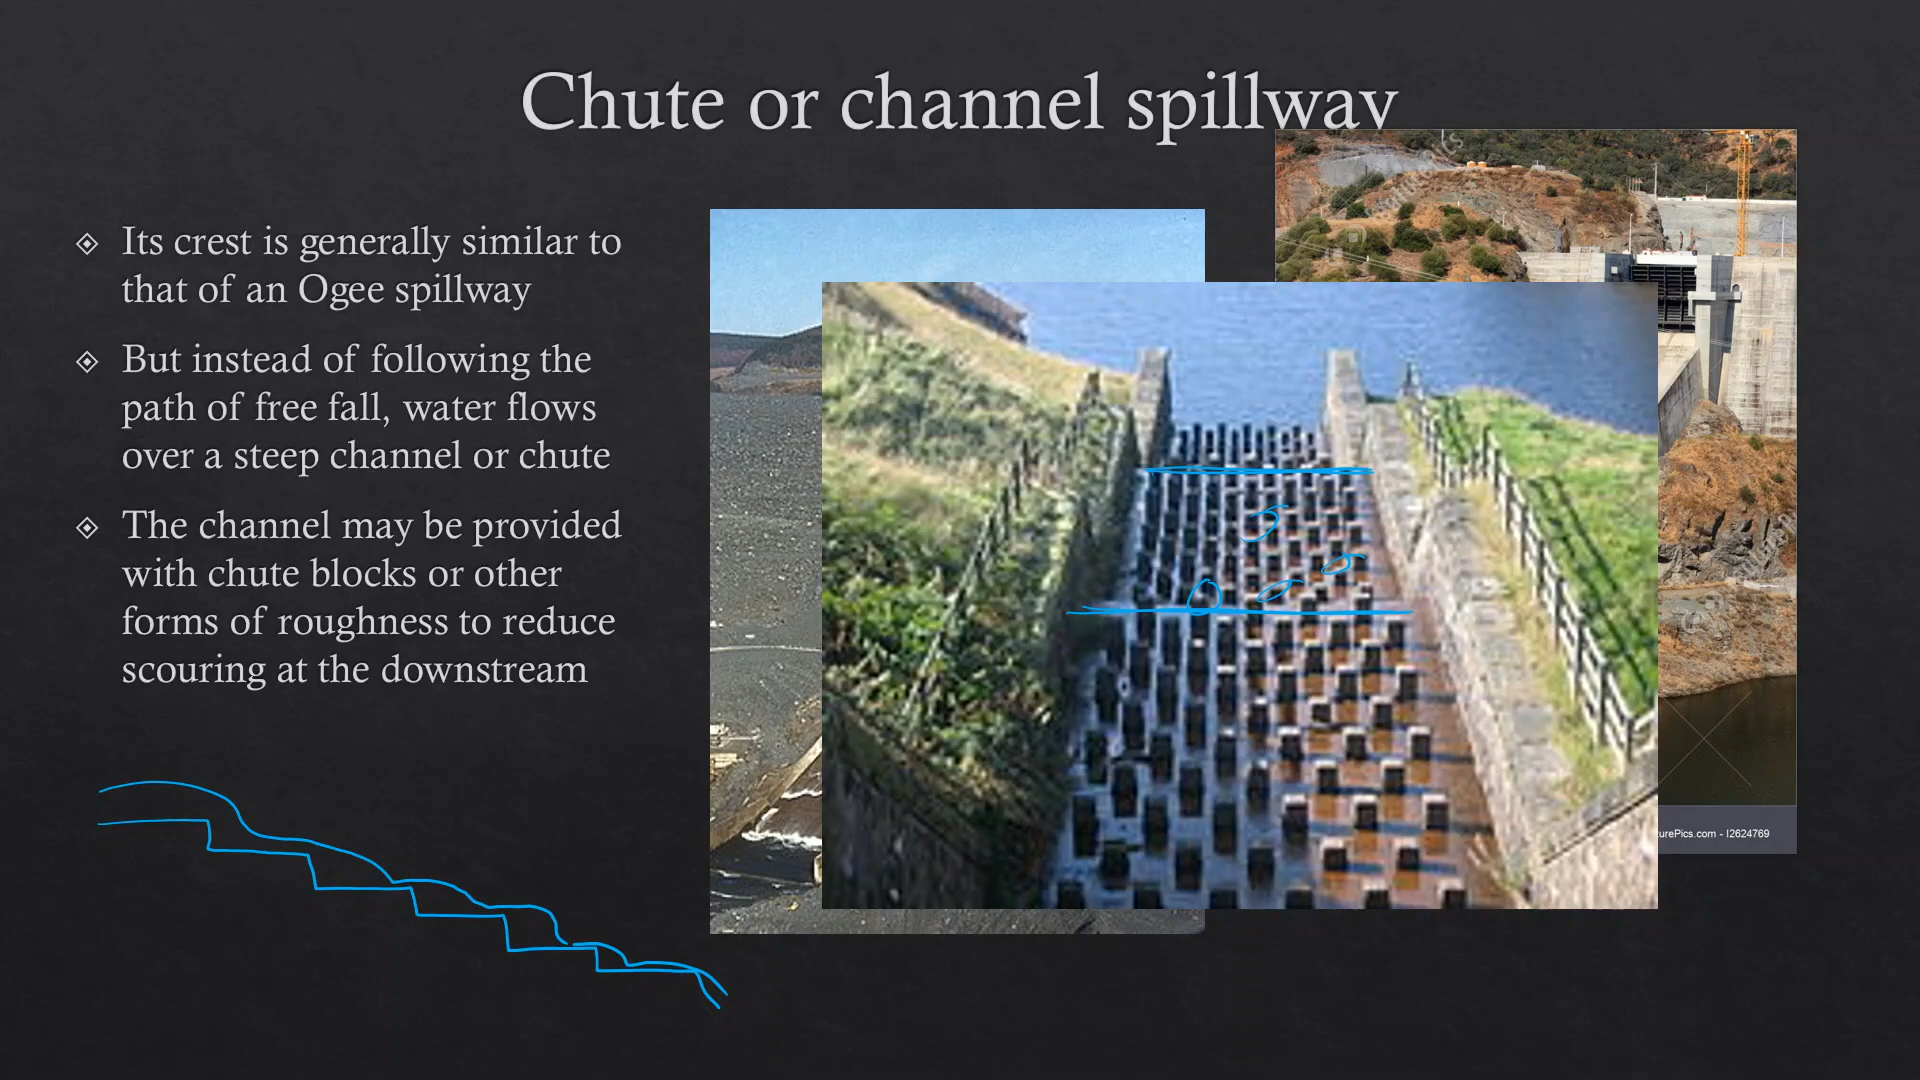 Chute or channel spillway
Its crest is generally similar to
that of an Ogee spillway
But instead of following the
path of free fall, water flows
over a steep channel or chute
The channel may be provided
with chute blocks or other
forms of roughness to reduce
scouring at the downstream
urePics.com - I2624769